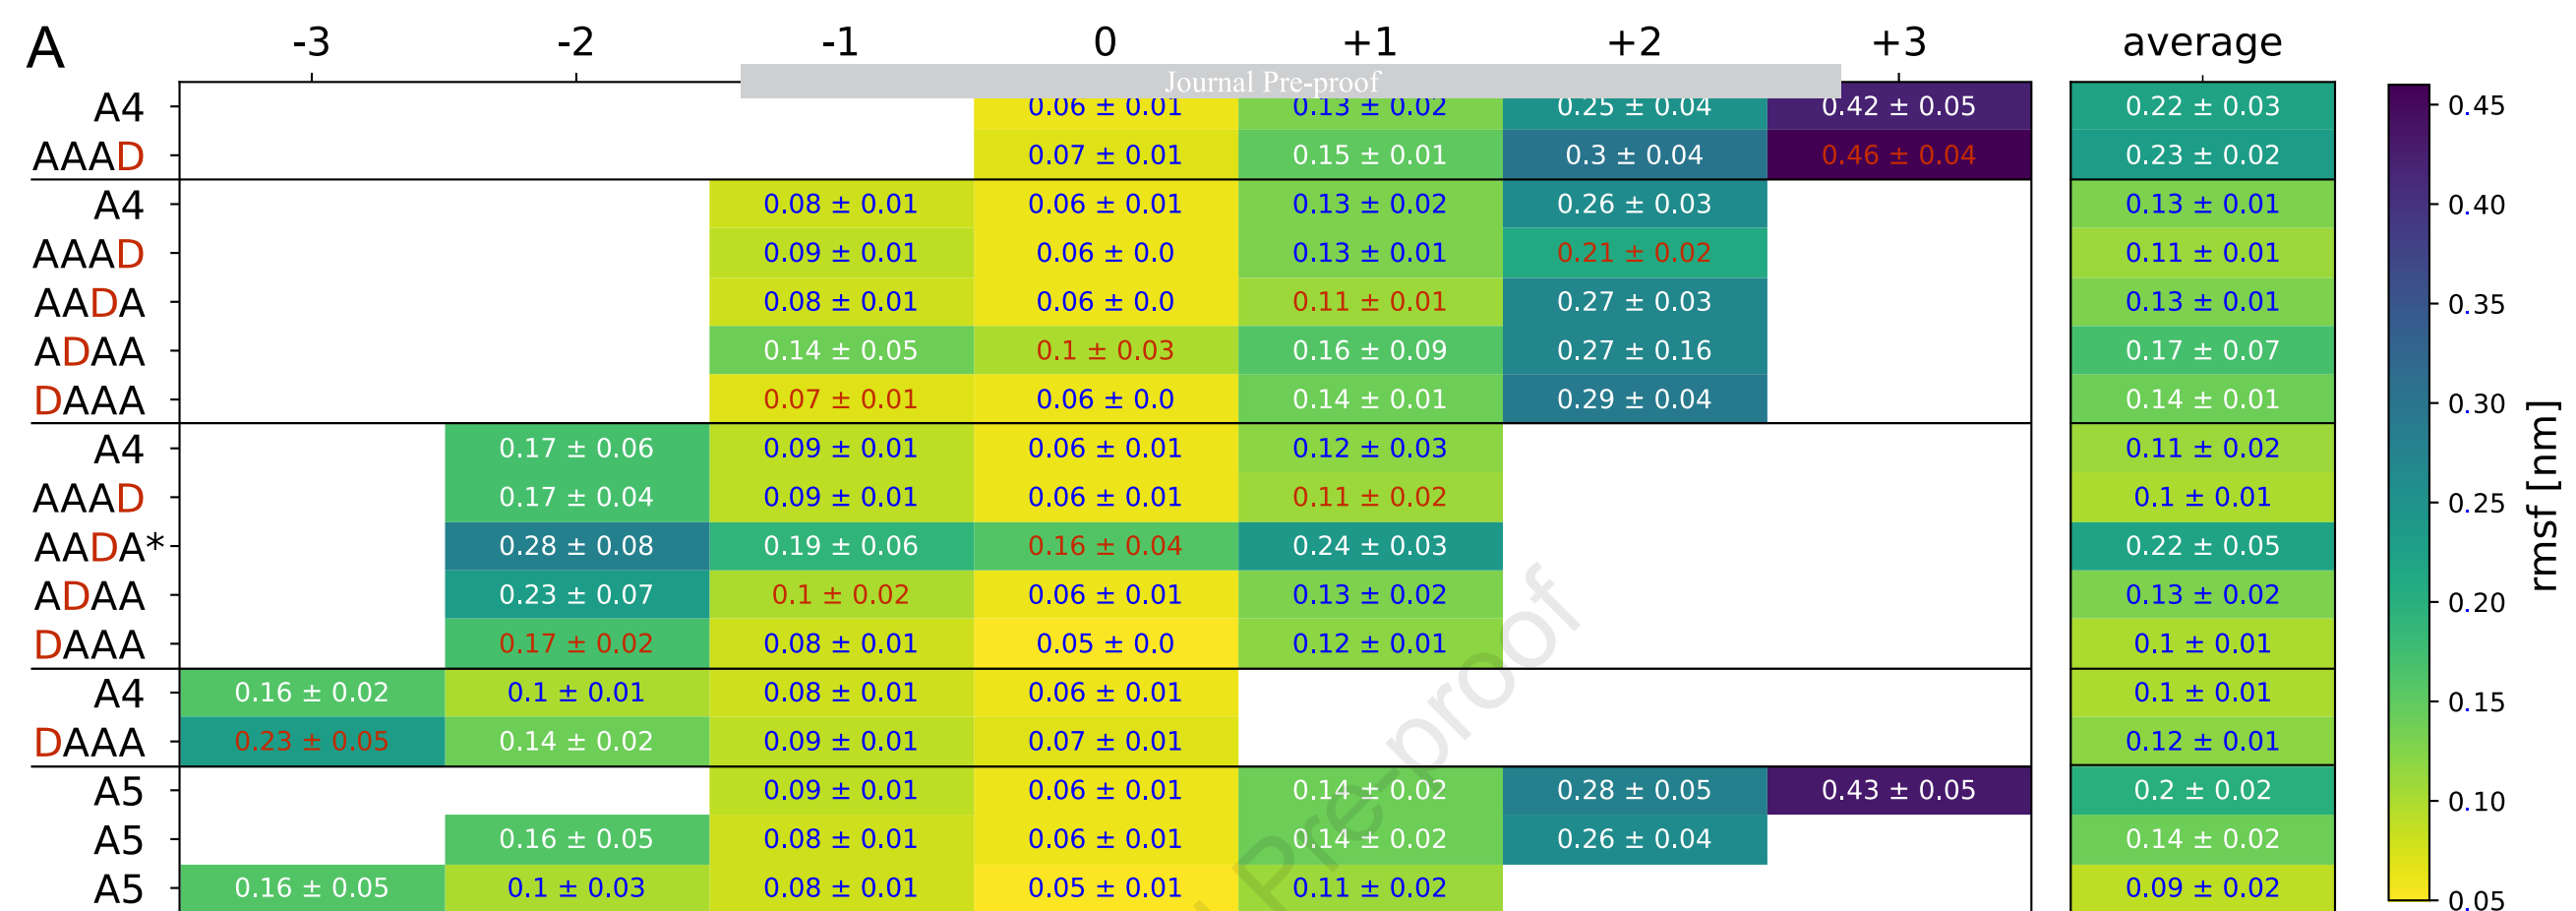 A -3 -2 -1 0 +1 +2 +3 average
Journal Pre-proof
A4 0.06 ± 0.01 0.13 ± 0.02 0.25 ± 0.04 0.42 ± 0.05 0.22 ± 0.03
AAAD 0.07 ± 0.01 0.15 ± 0.01 0.3 ± 0.04 0.46 ± 0.04 0.23 ± 0.02
A4 0.08 ± 0.01 0.06 ± 0.01 0.13 ± 0.02 0.26 ± 0.03 0.13 ± 0.01
AAAD 0.09 ± 0.01 0.06 ± 0.0 0.13 ± 0.01 0.21 ± 0.02 0.11 ± 0.01
AADA 0.08 ± 0.01 0.06 ± 0.0 0.11 ± 0.01 0.27 ± 0.03 0.13 ± 0.01
ADAA 0.14 ± 0.05 0.1 ± 0.03 0.16 ± 0.09 0.27 ± 0.16 0.17 ± 0.07
DAAA 0.07 ± 0.01 0.06 ± 0.0 0.14 ± 0.01 0.29 ± 0.04 0.14 ± 0.01
A4 0.17 ± 0.06 0.09 ± 0.01 0.06 ± 0.01 0.12 ± 0.03 0.11 ± 0.02
AAAD 0.17 ± 0.04 0.09 ± 0.01 0.06 ± 0.01 0.11 ± 0.02 0.1 ± 0.01
AADA* 0.28 ± 0.08 0.19 ± 0.06 0.16 ± 0.04 0.24 ± 0.03 0.22 ± 0.05
ADAA 0.23 ± 0.07 0.1 ± 0.02 0.06 ± 0.01 0.13 ± 0.02 0.13 ± 0.02
DAAA 0.17 ± 0.02 0.08 ± 0.01 0.05 ± 0.0 0.12 ± 0.01 0.1 ± 0.01
A4 0.16 ± 0.02 0.1 ± 0.01 0.08 ± 0.01 0.06 ± 0.01 0.1 ± 0.01
DAAA 0.23 ± 0.05 0.14 ± 0.02 0.09 ± 0.01 0.07 ± 0.01 0.12 ± 0.01
A5 0.09 ± 0.01 0.06 ± 0.01 0.14 ± 0.02 0.28 ± 0.05 0.43 ± 0.05 0.2 ± 0.02
A5 0.16 ± 0.05 0.08 ± 0.01 0.06 ± 0.01 0.14 ± 0.02 0.26 ± 0.04 0.14 ± 0.02
A5 0.16 ± 0.05 0.1 ± 0.03 0.08 ± 0.01 0.05 ± 0.01 0.11 ± 0.02 0.09 ± 0.02
0.45
0.40
0.35
0.30
0.25
0.20
0.15
0.10
0.05
rmsf [nm]
Pre-proof